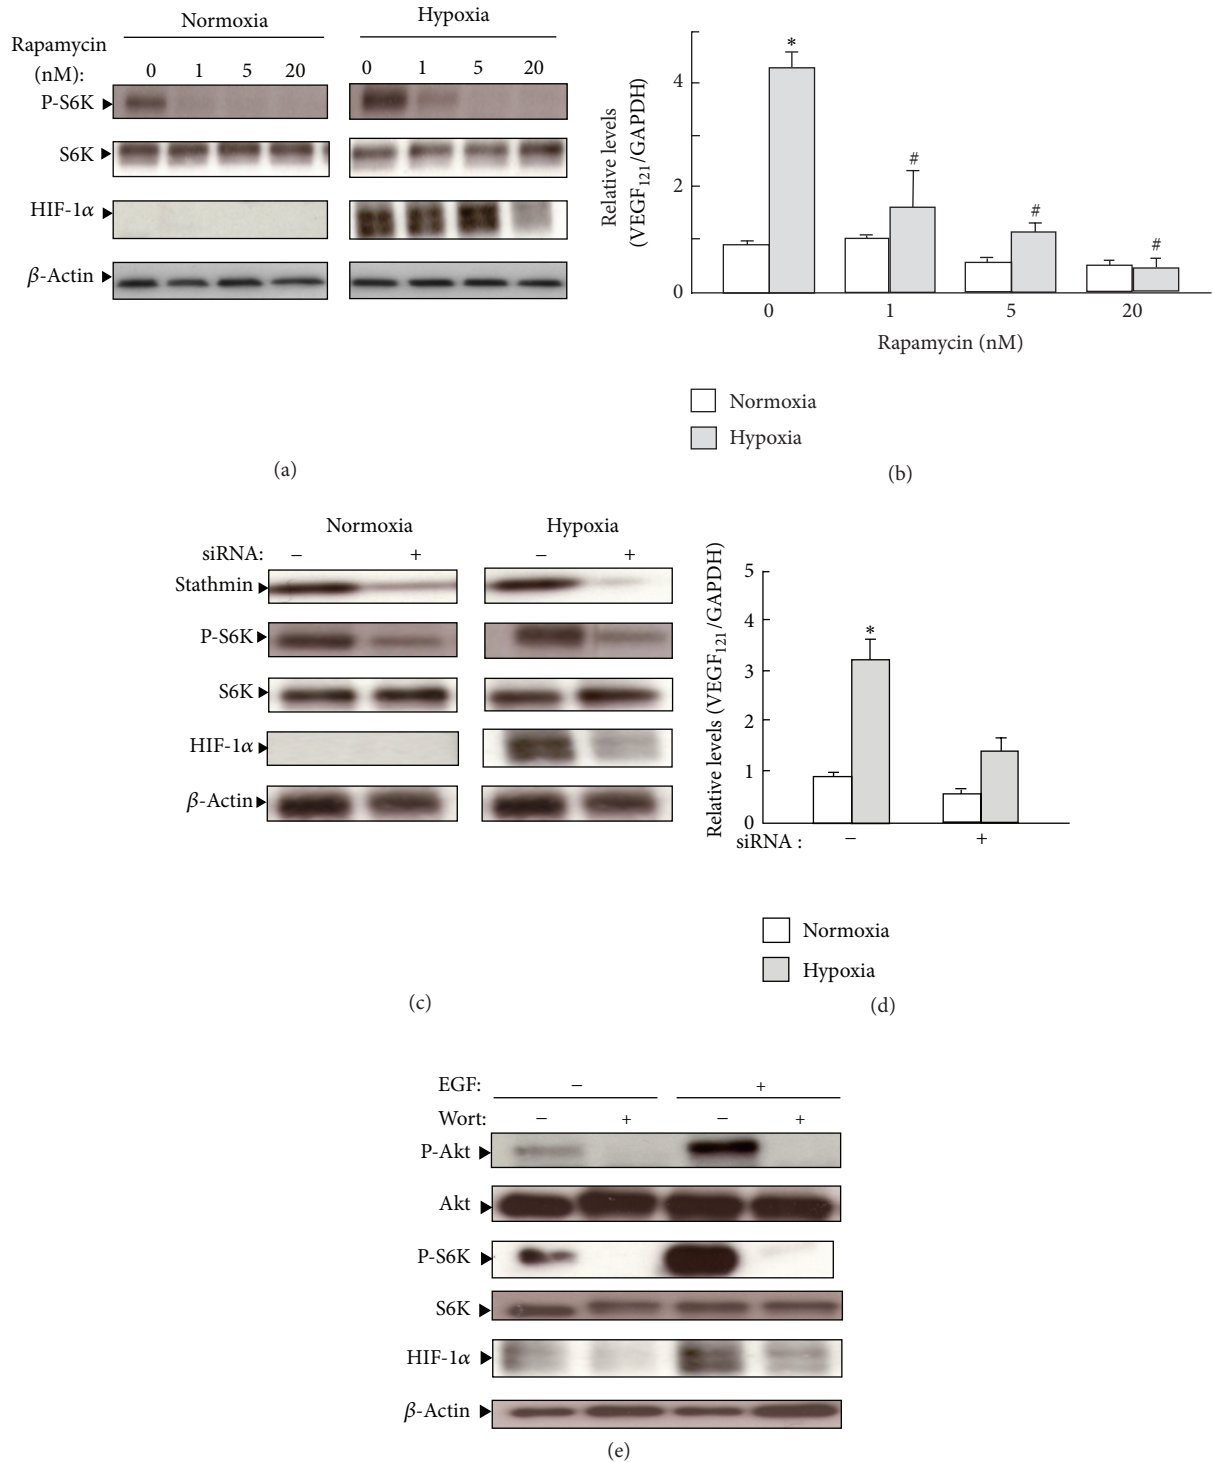 Normoxia Hypoxia
Rapamycin
(nM): 0 1 5 20 0 1 5 20
P-S6K
S6K
HIF-1α
β-Actin
(a)
Relative levels
(VEGF₁₂₁/GAPDH)
4
2
0
* # # #
0 1 5 20
Rapamycin (nM)
Normoxia
Hypoxia
(b)
Normoxia Hypoxia
siRNA: − + − +
Stathmin
P-S6K
S6K
HIF-1α
β-Actin
(c)
Relative levels (VEGF₁₂₁/GAPDH)
5
4
3
2
1
0
*
siRNA : − +
Normoxia
Hypoxia
(d)
EGF: − +
Wort: − + − +
P-Akt
Akt
P-S6K
S6K
HIF-1α
β-Actin
(e)